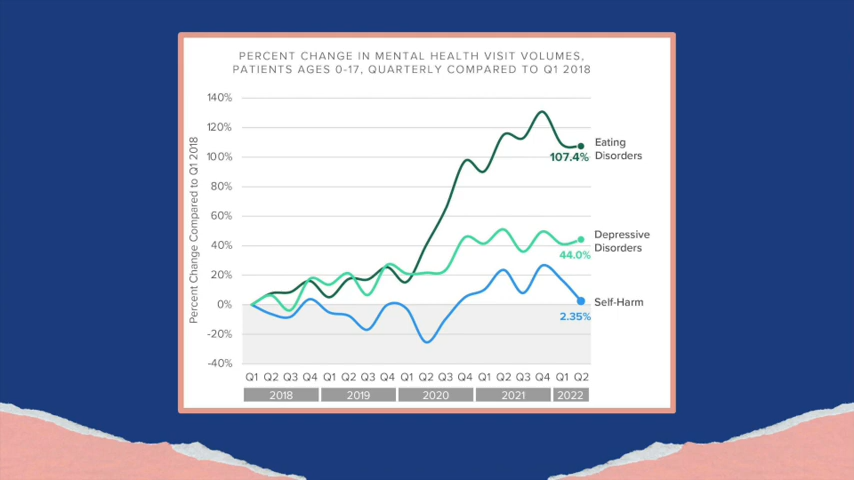 PERCENT CHANGE IN MENTAL HEALTH VISIT VOLUMES,
PATIENTS AGES 0-17, QUARTERLY COMPARED TO Q1 2018
Percent Change Compared to Q1 2018
140%
120%
100%
80%
60%
40%
20%
0%
-20%
-40%
Eating
Disorders
107.4%
Depressive
Disorders
44.0%
Self-Harm
2.35%
Q1 Q2 Q3 Q4 Q1 Q2 Q3 Q4 Q1 Q2 Q3 Q4 Q1 Q2 Q3 Q4 Q1 Q2
2018 2019 2020 2021 2022